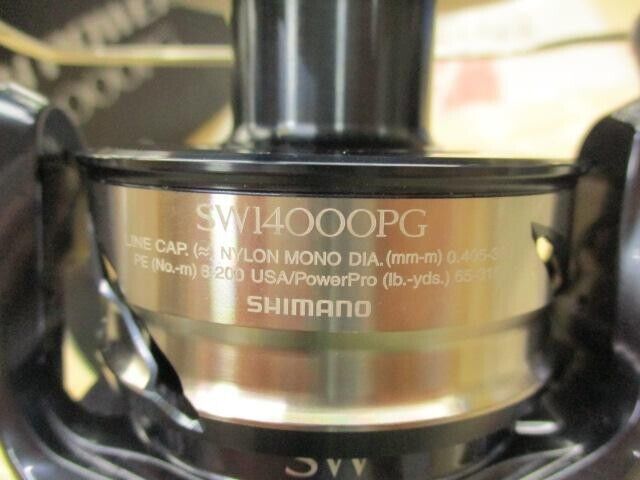 SW14000PG
LINE CAP. (≈) NYLON MONO DIA.(mm-m) 0.405-3
PE (No.-m) 8-200 USA/PowerPro (lb.-yds.) 65-31
SHIMANO
SW